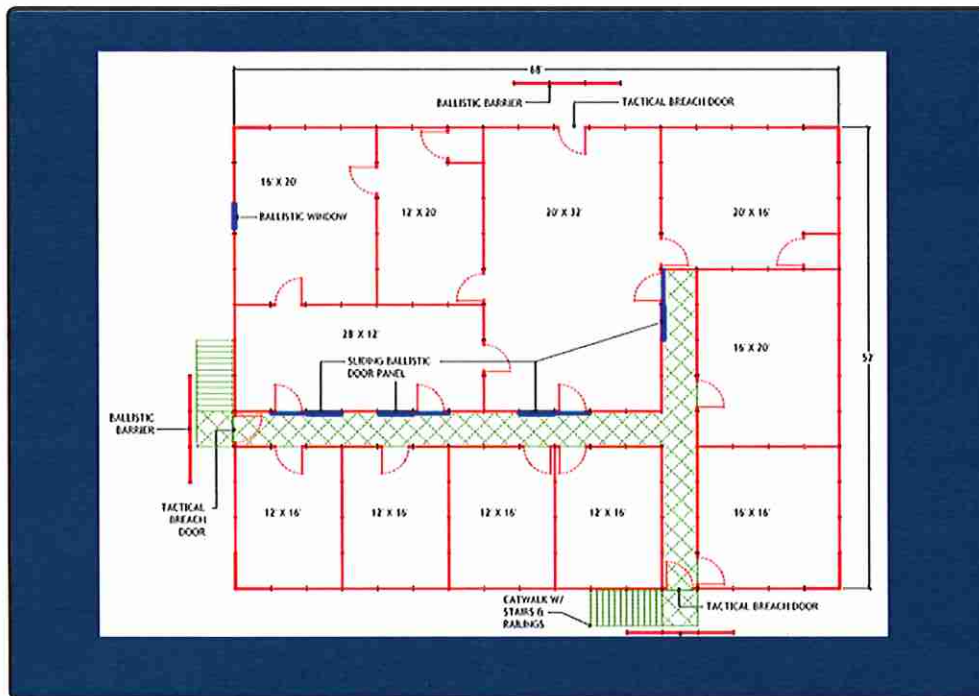 68'
BALLISTIC BARRIER
TACTICAL BREACH DOOR
16' X 20'
12' X 20'
20' X 32'
20' X 16'
BALLISTIC WINDOW
52'
28' X 12'
SLIDING BALLISTIC
DOOR PANEL
16' X 20'
BALLISTIC
BARRIER
TACTICAL
BREACH
DOOR
12' X 16'
12' X 16'
12' X 16'
12' X 16'
16' X 16'
CATWALK W/
STAIRS &
RAILINGS
TACTICAL BREACH DOOR